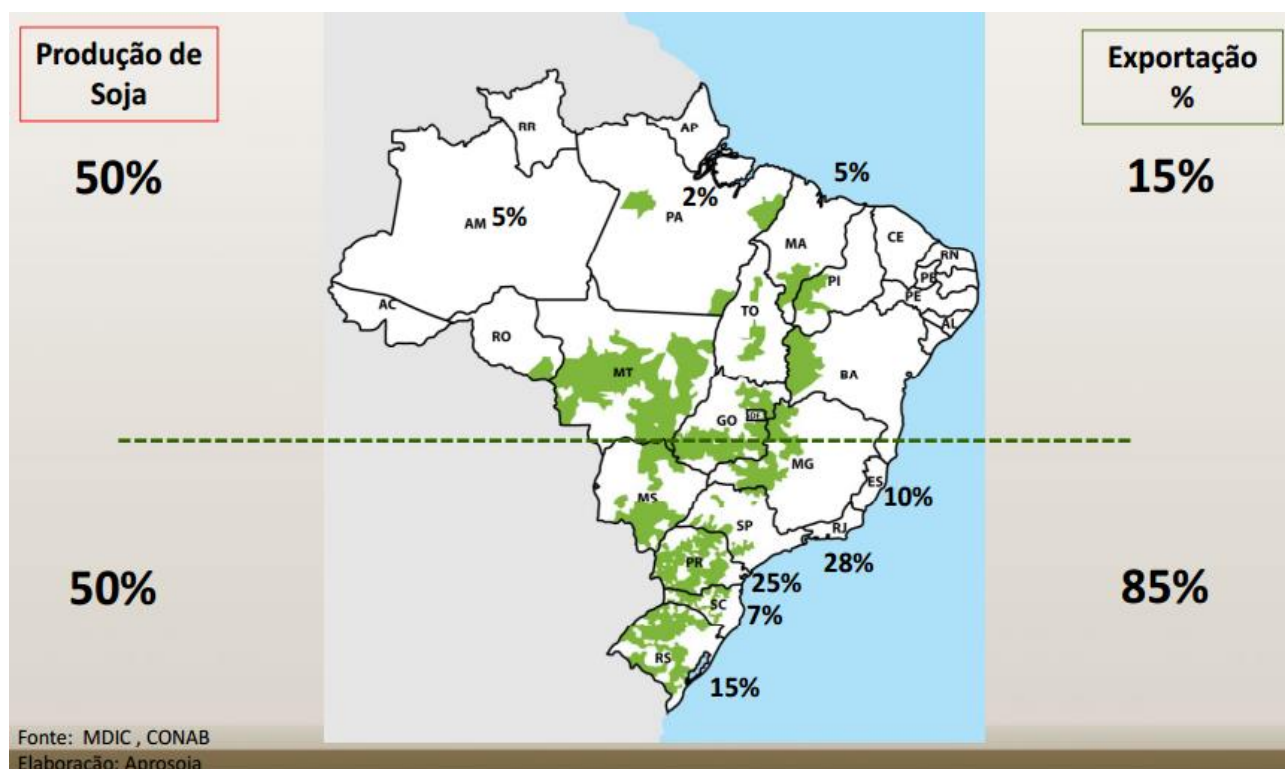 Produção de
Soja
50%
50%
Exportação
%
15%
85%
RR
AP
AM 5%
PA
2%
5%
MA
CE
RN
PB
PI
PE
AL
AC
RO
TO
BA
MT
GO
DF
MG
ES
10%
MS
SP
RJ
28%
PR
25%
SC
7%
RS
15%
Fonte: MDIC , CONAB
Elaboração: Aprosoja